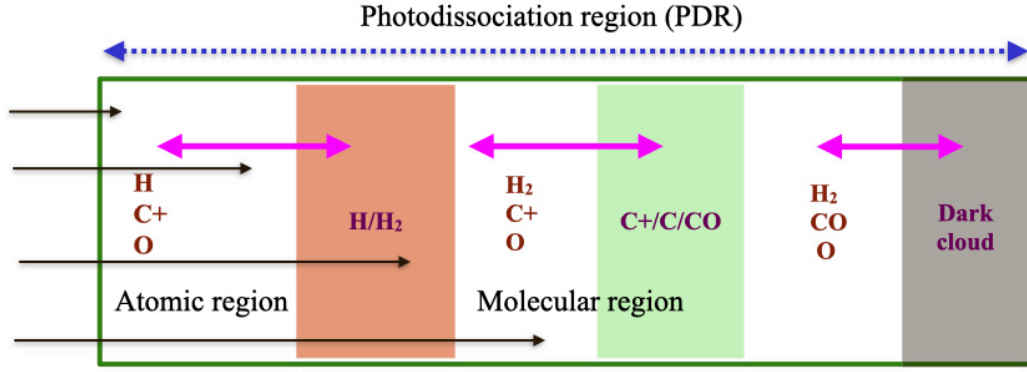 Photodissociation region (PDR)
H
C+
O
H/H₂
H₂
C+
O
C+/C/CO
H₂
CO
O
Dark
cloud
Atomic region
Molecular region